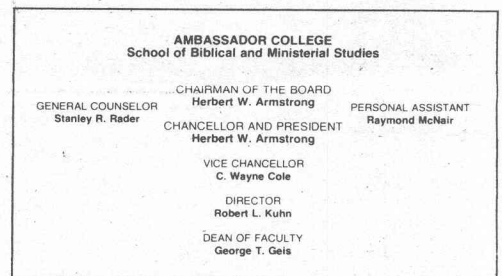 AMBASSADOR COLLEGE
School of Biblical and Ministerial Studies
CHAIRMAN OF THE BOARD
Herbert W. Armstrong
GENERAL COUNSELOR
Stanley R. Rader
PERSONAL ASSISTANT
Raymond McNair
CHANCELLOR AND PRESIDENT
Herbert W. Armstrong
VICE CHANCELLOR
C. Wayne Cole
DIRECTOR
Robert L. Kuhn
DEAN OF FACULTY
George T. Geis